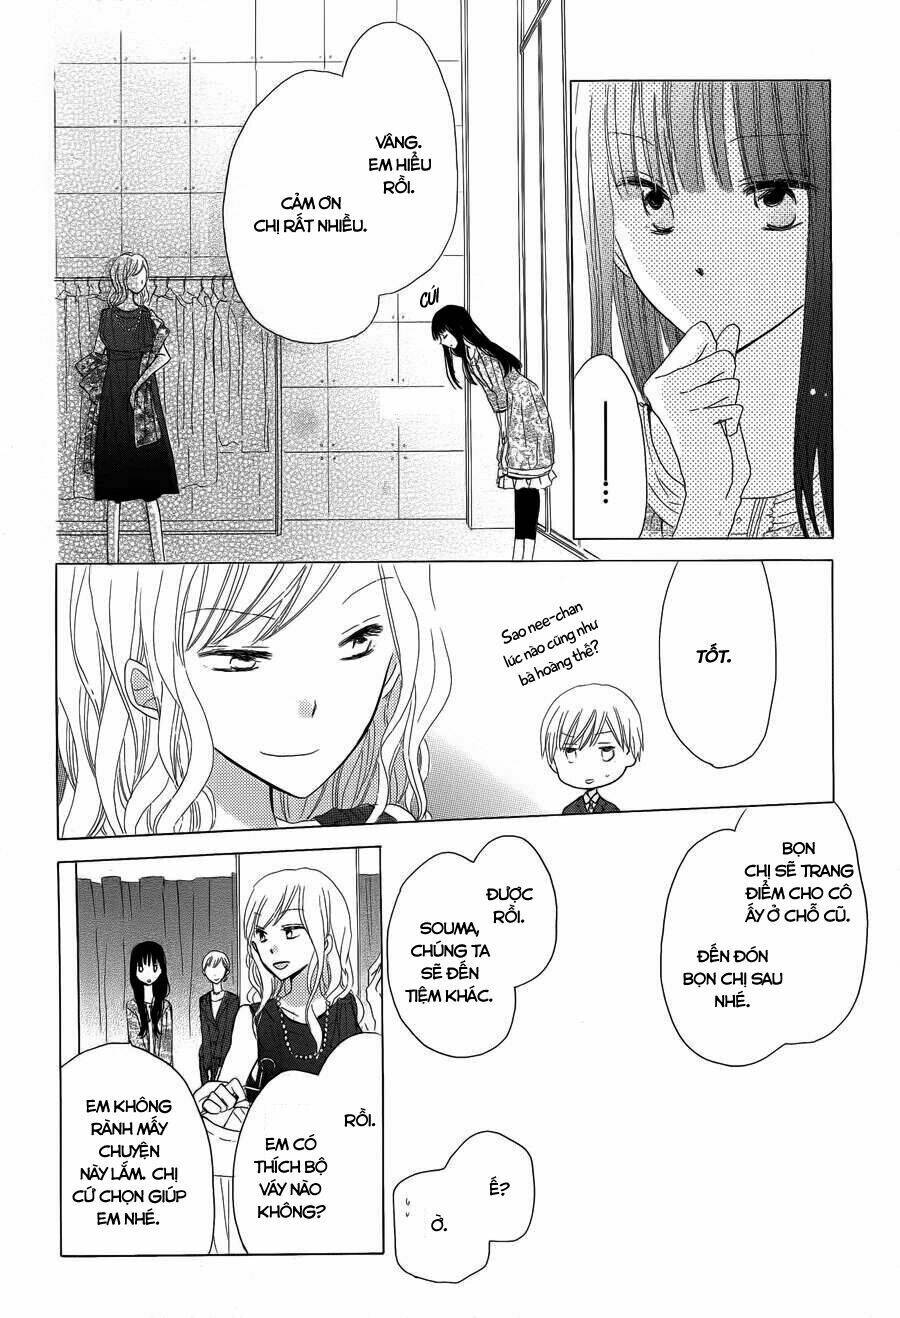 VÂNG.
EM HIỂU
RỒI.
CẢM ƠN
CHỊ RẤT NHIỀU.
CÚI
TỐT.
Sao nee-chan
lúc nào cũng như
bà hoàng thế?
BỌN
CHỊ SẼ TRANG
ĐIỂM CHO CÔ
ẤY Ở CHỖ CŨ.
ĐẾN ĐÓN
BỌN CHỊ SAU
NHÉ.
ĐƯỢC
RỒI.
SOUMA,
CHÚNG TA
SẼ ĐẾN
TIỆM KHÁC.
Ế?
Ờ.
RỒI.
EM CÓ
THÍCH BỘ
VÁY NÀO
KHÔNG?
EM KHÔNG
RÀNH MẤY
CHUYỆN
NÀY LẮM. CHỊ
CỨ CHỌN GIÚP
EM NHÉ.